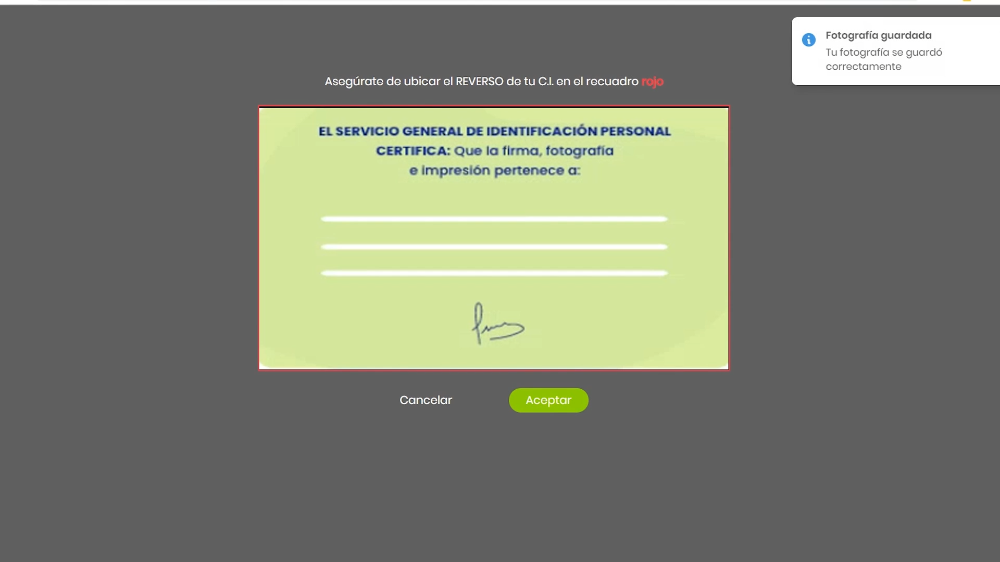 Fotografía guardada
Tu fotografía se guardó
correctamente
Asegúrate de ubicar el REVERSO de tu C.I. en el recuadro rojo
EL SERVICIO GENERAL DE IDENTIFICACIÓN PERSONAL
CERTIFICA: Que la firma, fotografía
e impresión pertenece a:
Cancelar
Aceptar